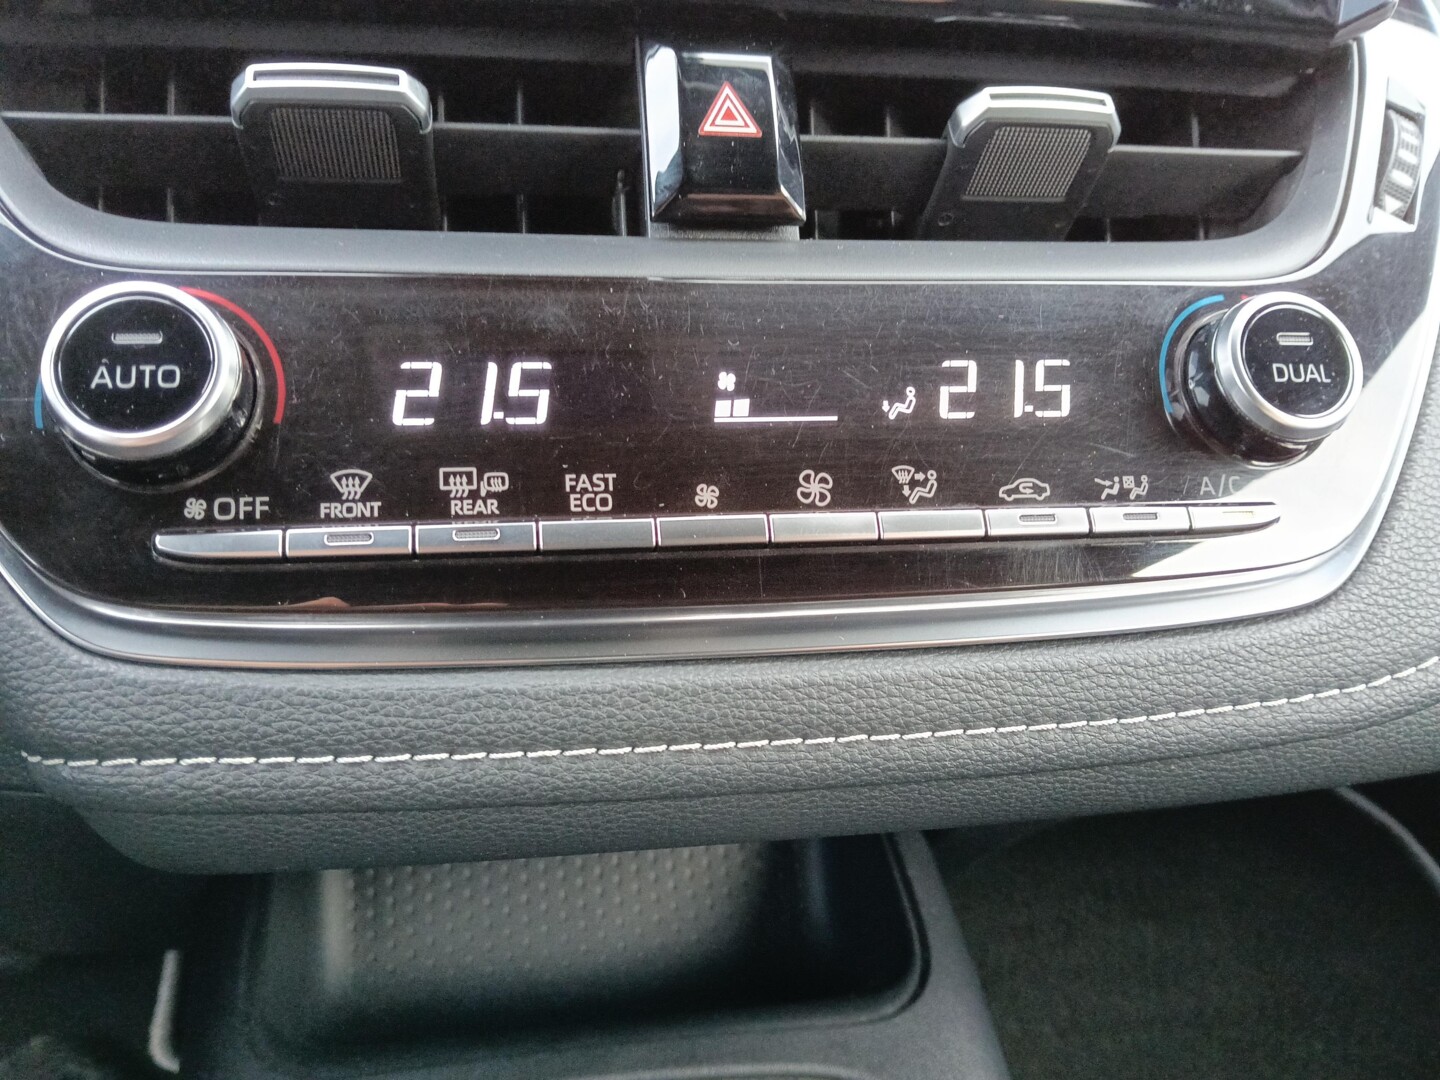 AUTO
21.5
21.5
DUAL
OFF
FRONT
REAR
FAST
ECO
A/C